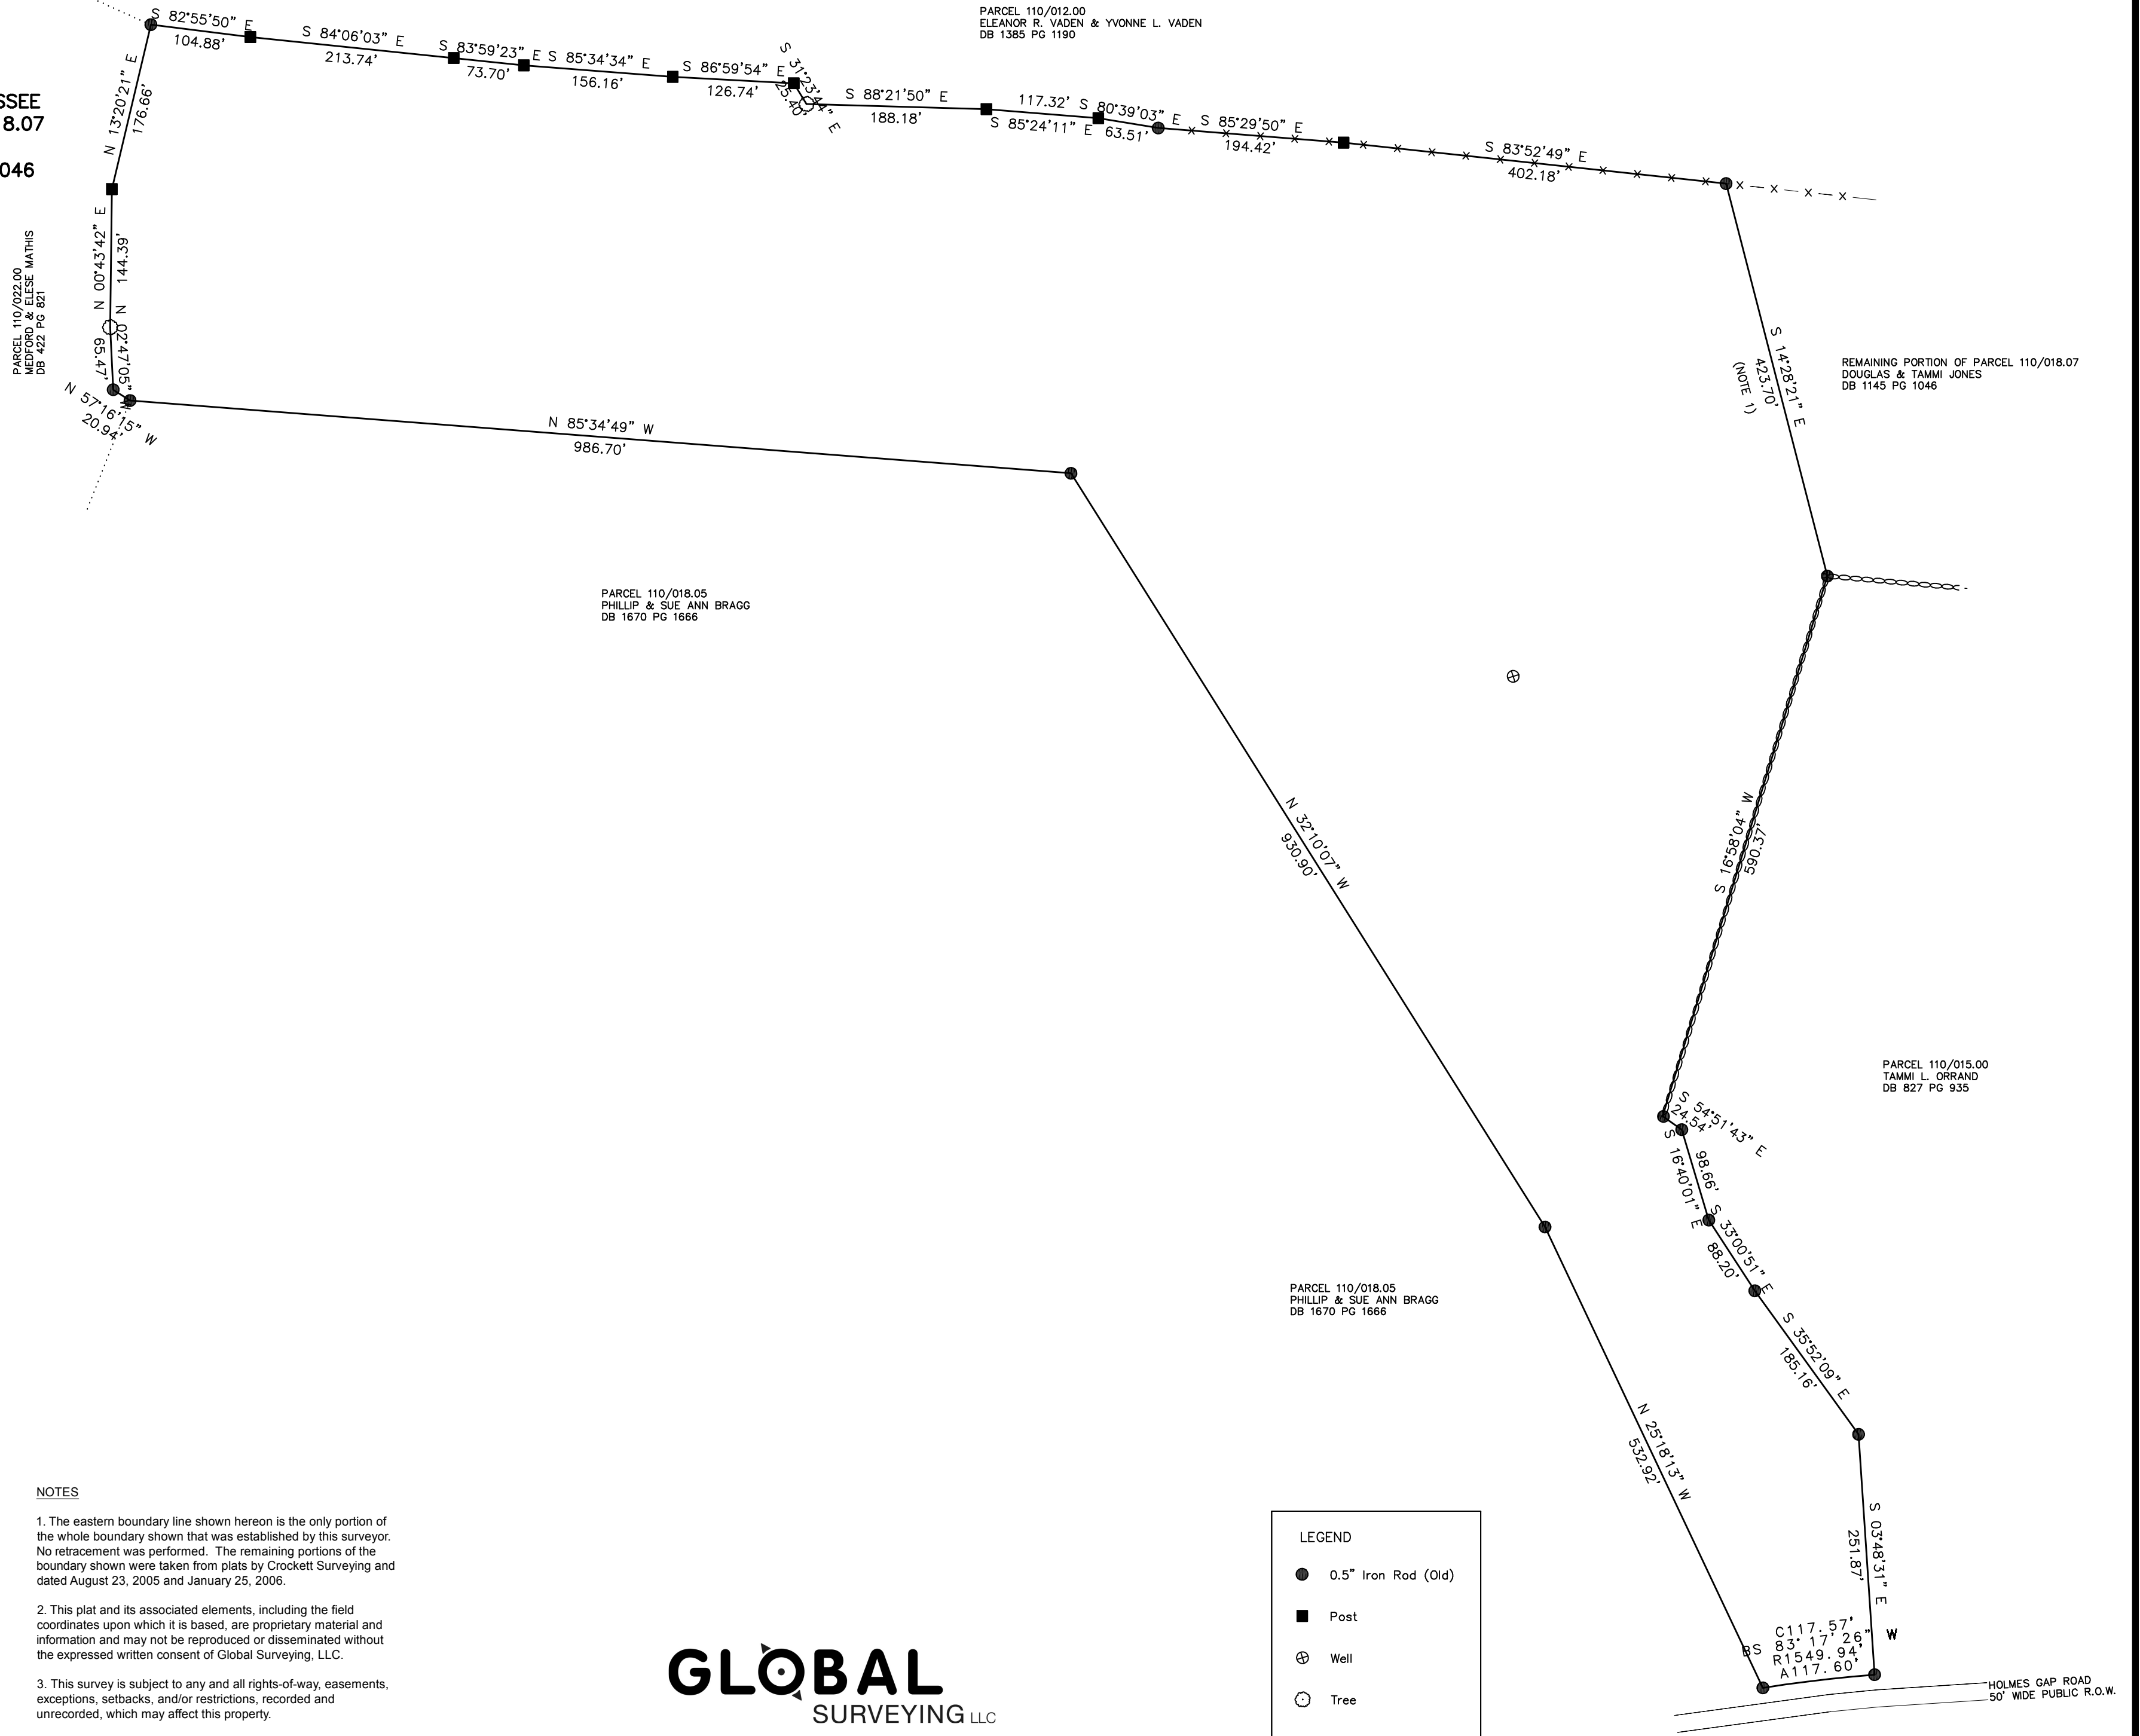 SSEE
8.07
046
PARCEL 110/012.00
ELEANOR R. VADEN & YVONNE L. VADEN
DB 1385 PG 1190
S 82°55'50" E
104.88'
S 84°06'03" E
213.74'
S 83°59'23" E
73.70'
S 85°34'34" E
156.16'
S 86°59'54" E
126.74'
S 31°23'44" E
25.40'
S 88°21'50" E
188.18'
117.32'
S 85°24'11" E
S 80°39'03" E
63.51'
S 85°29'50" E
194.42'
S 83°52'49" E
402.18'
N 13°20'21" E
176.66'
N 00°43'42" E
144.39'
N 02°47'05" W
65.47'
N 57°16'15" W
20.94'
PARCEL 110/022.00
MEDFORD & ELESE MATHIS
DB 422 PG 821
N 85°34'49" W
986.70'
S 14°28'21" E
423.70'
(NOTE 1)
REMAINING PORTION OF PARCEL 110/018.07
DOUGLAS & TAMMI JONES
DB 1145 PG 1046
PARCEL 110/018.05
PHILLIP & SUE ANN BRAGG
DB 1670 PG 1666
N 32°10'07" W
930.90'
S 16°58'04" W
590.37'
PARCEL 110/015.00
TAMMI L. ORRAND
DB 827 PG 935
S 54°51'43" E
24.54'
S 16°40'01" E
98.66'
S 33°00'51" E
88.20'
S 35°52'09" E
185.16'
PARCEL 110/018.05
PHILLIP & SUE ANN BRAGG
DB 1670 PG 1666
N 25°18'13" W
532.92'
S 03°48'31" E
251.87'
C117.57'
BS 83°17'26" W
R1549.94'
A117.60'
HOLMES GAP ROAD
50' WIDE PUBLIC R.O.W.
NOTES
1. The eastern boundary line shown hereon is the only portion of
the whole boundary shown that was established by this surveyor.
No retracement was performed. The remaining portions of the
boundary shown were taken from plats by Crockett Surveying and
dated August 23, 2005 and January 25, 2006.
2. This plat and its associated elements, including the field
coordinates upon which it is based, are proprietary material and
information and may not be reproduced or disseminated without
the expressed written consent of Global Surveying, LLC.
3. This survey is subject to any and all rights-of-way, easements,
exceptions, setbacks, and/or restrictions, recorded and
unrecorded, which may affect this property.
GLOBAL
SURVEYING LLC
LEGEND
0.5" Iron Rod (Old)
Post
Well
Tree